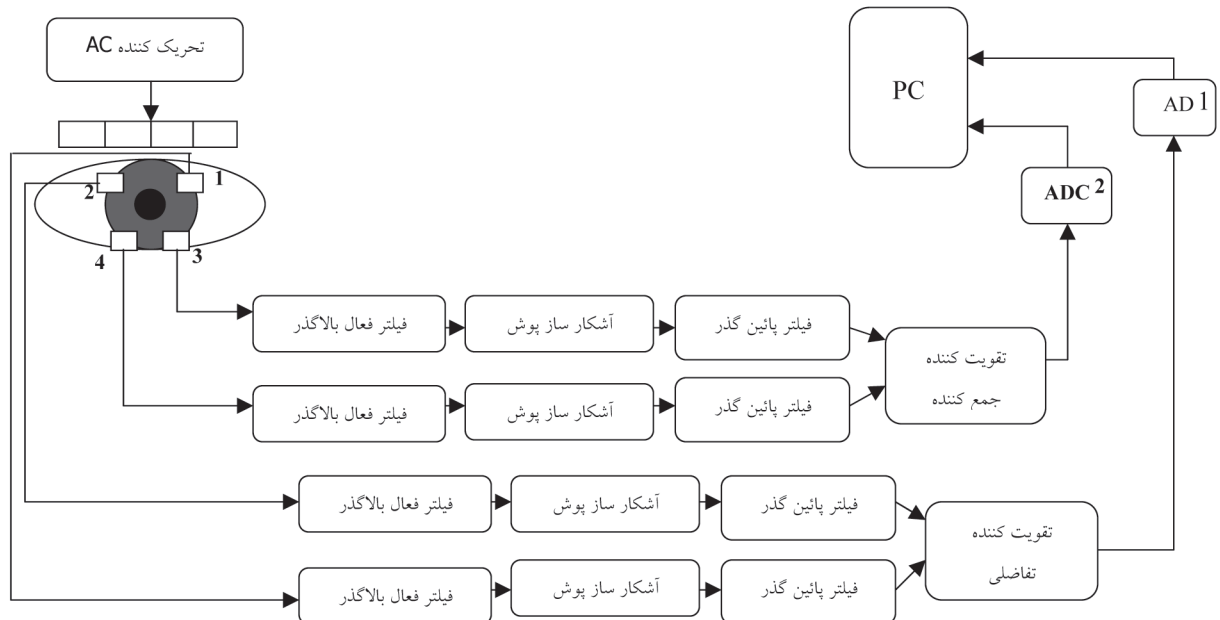 تحریک کننده AC
PC
AD 1
ADC 2
1
2
3
4
فیلتر فعال بالاگذر
آشکار ساز پوش
فیلتر پائین گذر
تقویت کننده
جمع کننده
فیلتر فعال بالاگذر
آشکار ساز پوش
فیلتر پائین گذر
فیلتر فعال بالاگذر
آشکار ساز پوش
فیلتر پائین گذر
تقویت کننده
تفاضلی
فیلتر فعال بالاگذر
آشکار ساز پوش
فیلتر پائین گذر